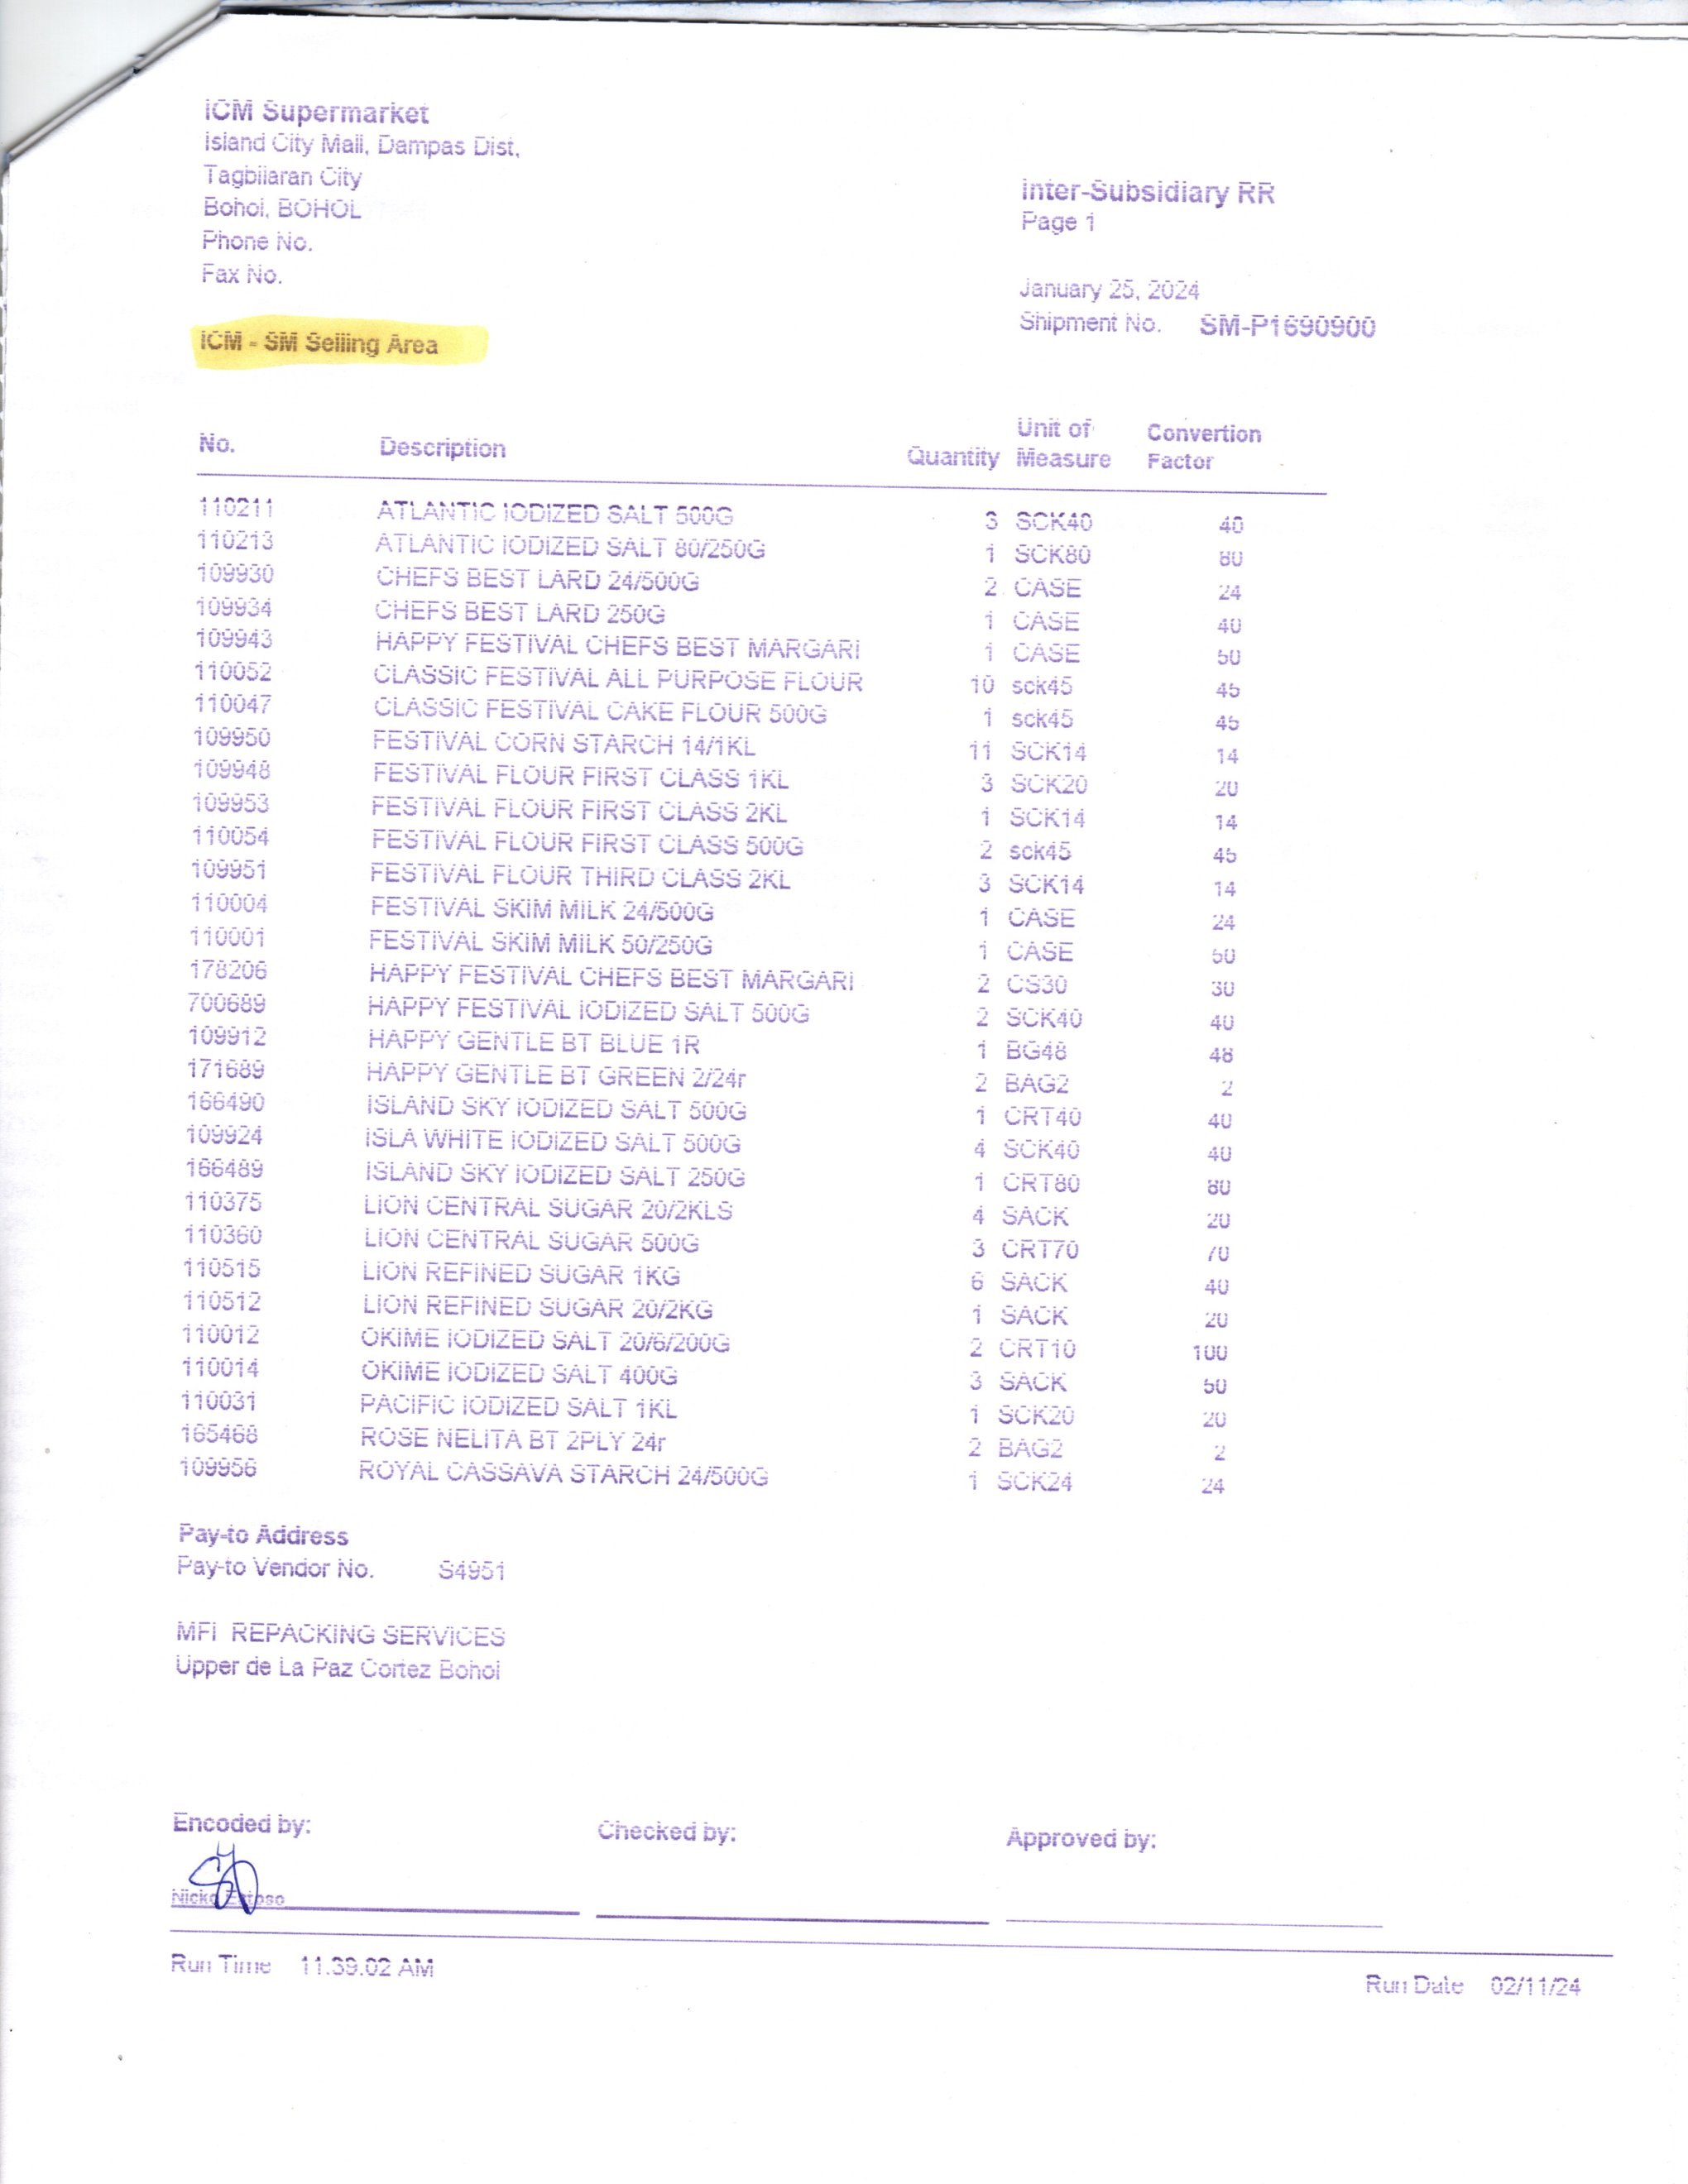 ICM Supermarket
Island City Mall, Dampas Dist,
Tagbilaran City
Bohol, BOHOL
Phone No.
Fax No.
Inter-Subsidiary RR
Page 1
January 25, 2024
Shipment No. SM-P1690900
ICM - SM Selling Area
No. Description Quantity Unit of Measure Convertion Factor
110211 ATLANTIC IODIZED SALT 500G 3 SCK40 40
110213 ATLANTIC IODIZED SALT 80/250G 1 SCK80 80
109930 CHEFS BEST LARD 24/500G 2 CASE 24
109934 CHEFS BEST LARD 250G 1 CASE 40
109943 HAPPY FESTIVAL CHEFS BEST MARGARI 1 CASE 50
110052 CLASSIC FESTIVAL ALL PURPOSE FLOUR 10 sck45 45
110047 CLASSIC FESTIVAL CAKE FLOUR 500G 1 sck45 45
109950 FESTIVAL CORN STARCH 14/1KL 11 SCK14 14
109948 FESTIVAL FLOUR FIRST CLASS 1KL 3 SCK20 20
109953 FESTIVAL FLOUR FIRST CLASS 2KL 1 SCK14 14
110054 FESTIVAL FLOUR FIRST CLASS 500G 2 sck45 45
109951 FESTIVAL FLOUR THIRD CLASS 2KL 3 SCK14 14
110004 FESTIVAL SKIM MILK 24/500G 1 CASE 24
110001 FESTIVAL SKIM MILK 50/250G 1 CASE 50
178206 HAPPY FESTIVAL CHEFS BEST MARGARI 2 CS30 30
700689 HAPPY FESTIVAL IODIZED SALT 500G 2 SCK40 40
109912 HAPPY GENTLE BT BLUE 1R 1 BG48 48
171689 HAPPY GENTLE BT GREEN 2/24r 2 BAG2 2
166490 ISLAND SKY IODIZED SALT 500G 1 CRT40 40
109924 ISLA WHITE IODIZED SALT 500G 4 SCK40 40
166489 ISLAND SKY IODIZED SALT 250G 1 CRT80 80
110375 LION CENTRAL SUGAR 20/2KLS 4 SACK 20
110360 LION CENTRAL SUGAR 500G 3 CRT70 70
110515 LION REFINED SUGAR 1KG 6 SACK 40
110512 LION REFINED SUGAR 20/2KG 1 SACK 20
110012 OKIME IODIZED SALT 20/6/200G 2 CRT10 100
110014 OKIME IODIZED SALT 400G 3 SACK 50
110031 PACIFIC IODIZED SALT 1KL 1 SCK20 20
165468 ROSE NELITA BT 2PLY 24r 2 BAG2 2
109956 ROYAL CASSAVA STARCH 24/500G 1 SCK24 24
Pay-to Address
Pay-to Vendor No. S4951
MFI REPACKING SERVICES
Upper de La Paz Cortez Bohol
Encoded by: Checked by: Approved by:
Run Time 11.39.02 AM
Run Date 02/11/24